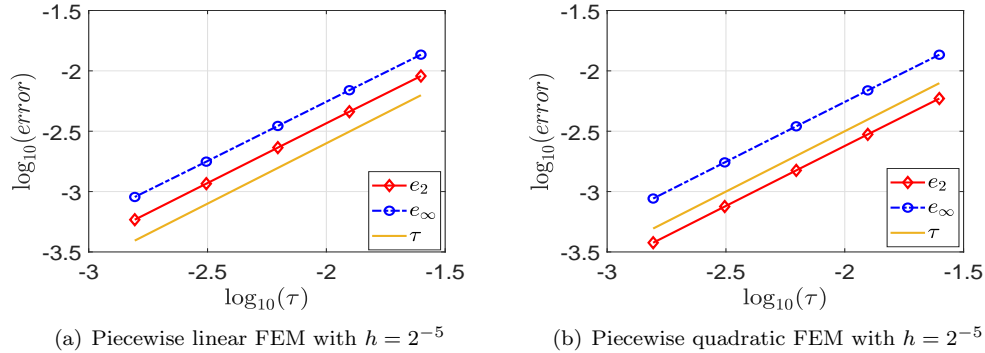 -1.5
-2
-2.5
-3
-3.5
log₁₀(error)
-3
-2.5
-2
-1.5
log₁₀(τ)
e₂
e∞
τ
(a) Piecewise linear FEM with h = 2⁻⁵
-1.5
-2
-2.5
-3
-3.5
log₁₀(error)
-3
-2.5
-2
-1.5
log₁₀(τ)
e₂
e∞
τ
(b) Piecewise quadratic FEM with h = 2⁻⁵